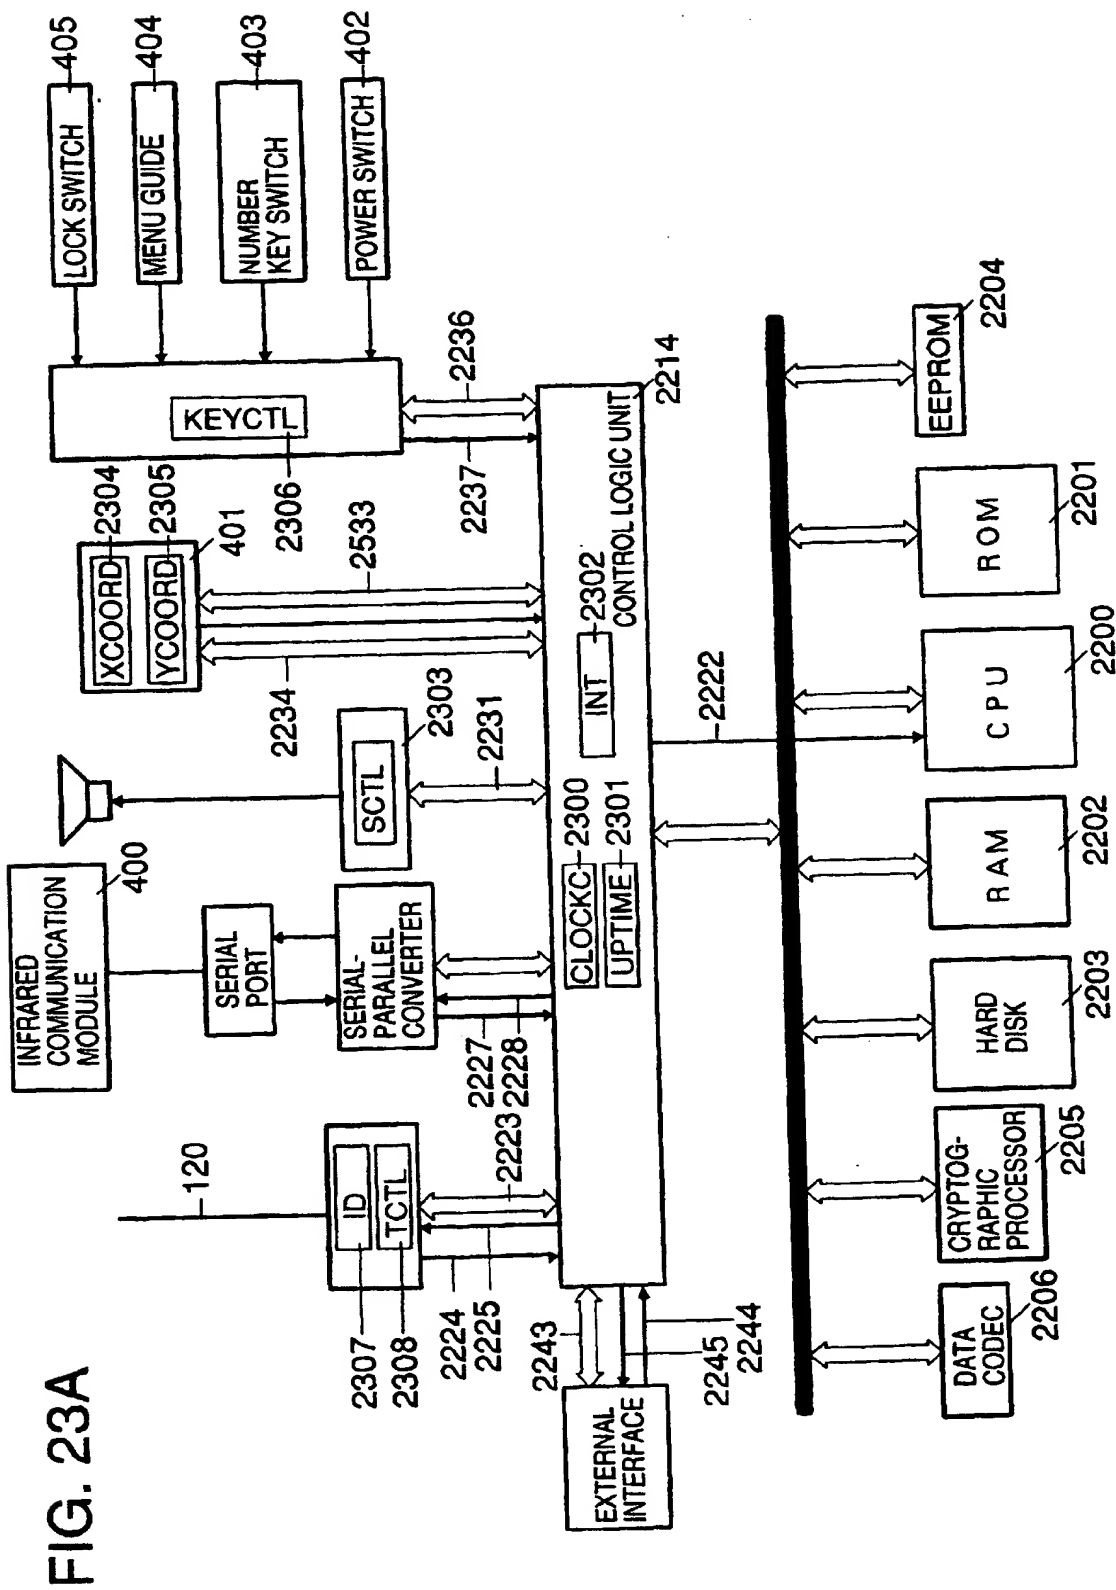 FIG. 23A
INFRARED
COMMUNICATION
MODULE
400
120
SERIAL
PORT
SERIAL-
PARALLEL
CONVERTER
2227
2228
ID
TCTL
2307
2308
2224
2225
2223
SCTL
2303
2231
XCOORD
2304
YCOORD
2305
401
2234
2533
KEYCTL
2306
2237
2236
LOCK SWITCH
405
MENU GUIDE
404
NUMBER
KEY SWITCH
403
POWER SWITCH
402
EXTERNAL
INTERFACE
2243
2245
2244
CLOCKC
2300
UPTIME
2301
INT
2302
CONTROL LOGIC UNIT
2214
2222
DATA
CODEC
2206
CRYPTOG-
RAPHIC
PROCESSOR
2205
HARD
DISK
2203
RAM
2202
CPU
2200
ROM
2201
EEPROM
2204